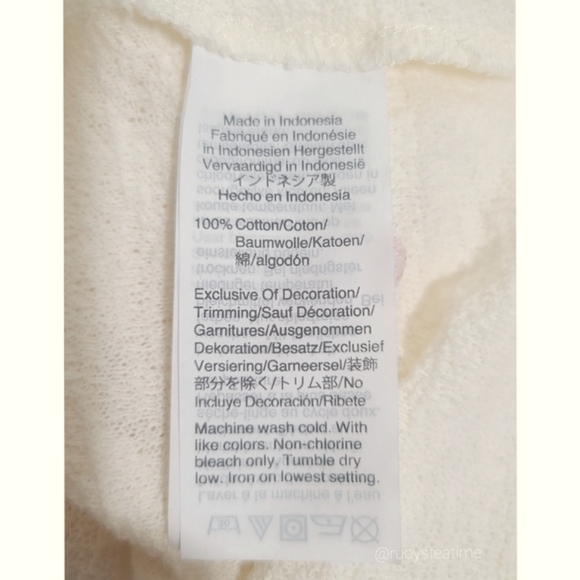 Made in Indonesia
Fabriqué en Indonésie
in Indonesien Hergestellt
Vervaardigd in Indonesië
インドネシア製
Hecho en Indonesia
100% Cotton/Coton/
Baumwolle/Katoen/
綿/algodón
Exclusive Of Decoration/
Trimming/Sauf Décoration/
Garnitures/Ausgenommen
Dekoration/Besatz/Exclusief
Versiering/Garneersel/装飾
部分を除く/トリム部/No
Incluye Decoración/Ribete
Machine wash cold. With
like colors. Non-chlorine
bleach only. Tumble dry
low. Iron on lowest setting.
@rubysteatime